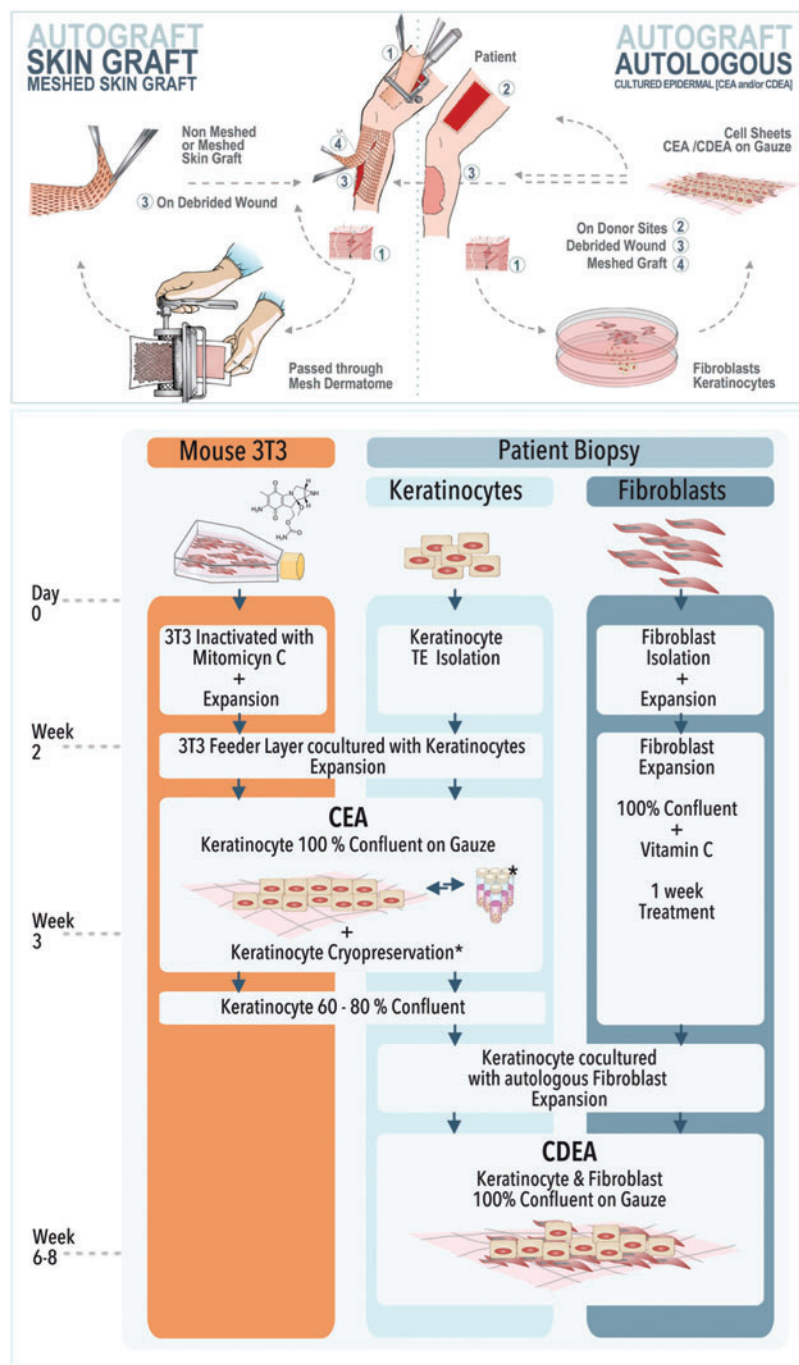 AUTOGRAFT
SKIN GRAFT
MESHED SKIN GRAFT
Non Meshed
or Meshed
Skin Graft
3 On Debrided Wound
Passed through
Mesh Dermatome
1
4
3
1
Patient
2
3
1
AUTOGRAFT
AUTOLOGOUS
CULTURED EPIDERMAL [CEA and/or CDEA]
Cell Sheets
CEA /CDEA on Gauze
On Donor Sites 2
Debrided Wound 3
Meshed Graft 4
Fibroblasts
Keratinocytes
Mouse 3T3
Patient Biopsy
Keratinocytes
Fibroblasts
H
NH
H
H₂N
O
O
N
O
O
O
NH₂
Day
0
3T3 Inactivated with
Mitomicyn C
+
Expansion
Keratinocyte
TE Isolation
Fibroblast
Isolation
+
Expansion
Week
2
3T3 Feeder Layer cocultured with Keratinocytes
Expansion
Fibroblast
Expansion
100% Confluent
+
Vitamin C
1 week
Treatment
CEA
Keratinocyte 100 % Confluent on Gauze
*
+
Keratinocyte Cryopreservation*
Week
3
Keratinocyte 60 - 80 % Confluent
Keratinocyte cocultured
with autologous Fibroblast
Expansion
CDEA
Keratinocyte & Fibroblast
100% Confluent on Gauze
Week
6-8